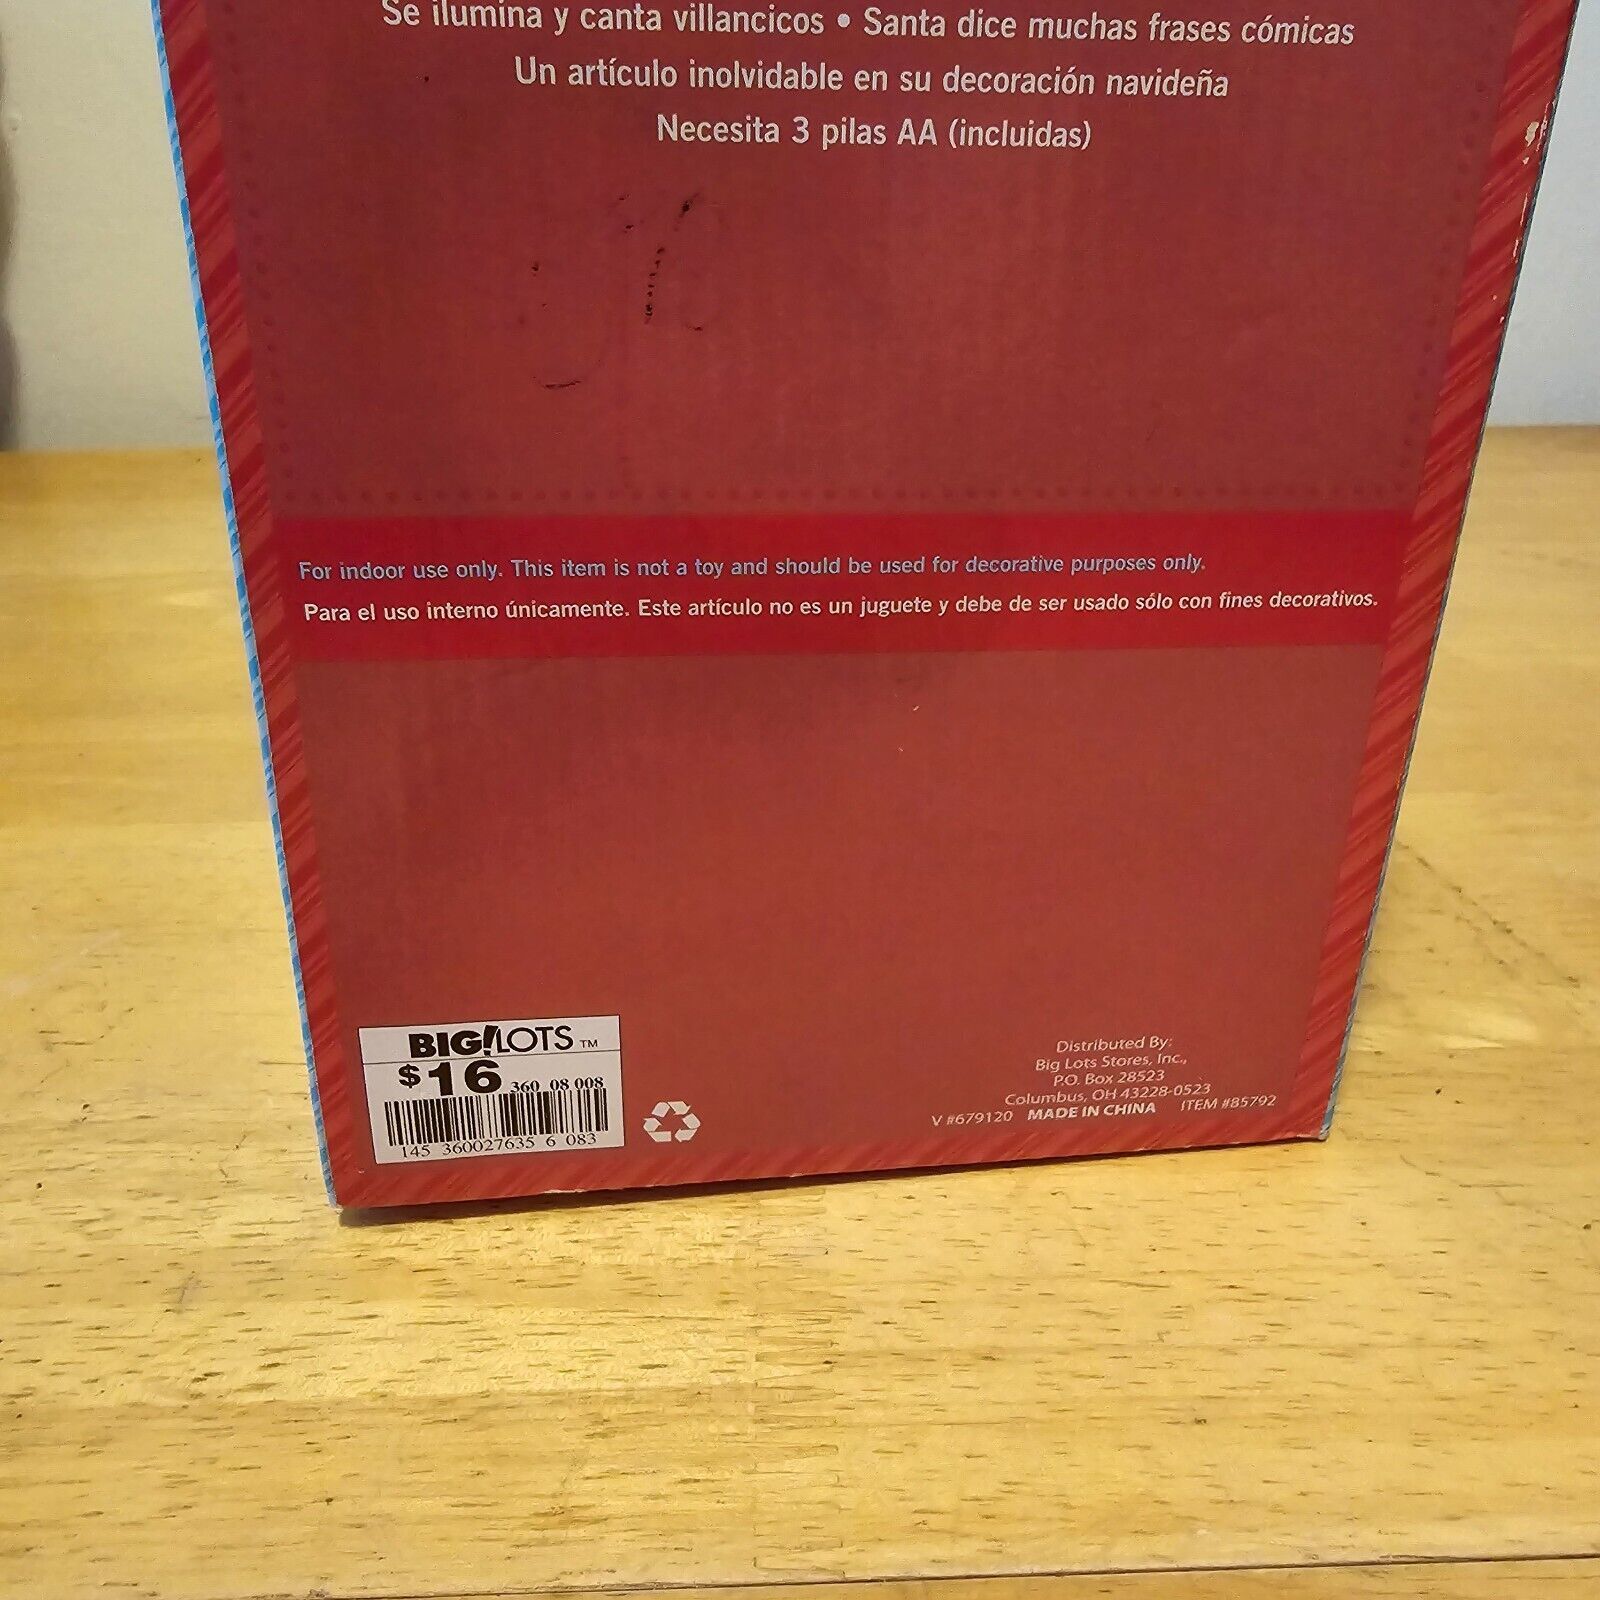 Se ilumina y canta villancicos • Santa dice muchas frases cómicas
Un artículo inolvidable en su decoración navideña
Necesita 3 pilas AA (incluidas)
For indoor use only. This item is not a toy and should be used for decorative purposes only.
Para el uso interno únicamente. Este artículo no es un juguete y debe de ser usado sólo con fines decorativos.
BIG!LOTS TM
$16 360 08 008
145 360027635 6 083
Distributed By:
Big Lots Stores, Inc.,
P.O. Box 28523
Columbus, OH 43228-0523
V #679120 MADE IN CHINA ITEM #85792